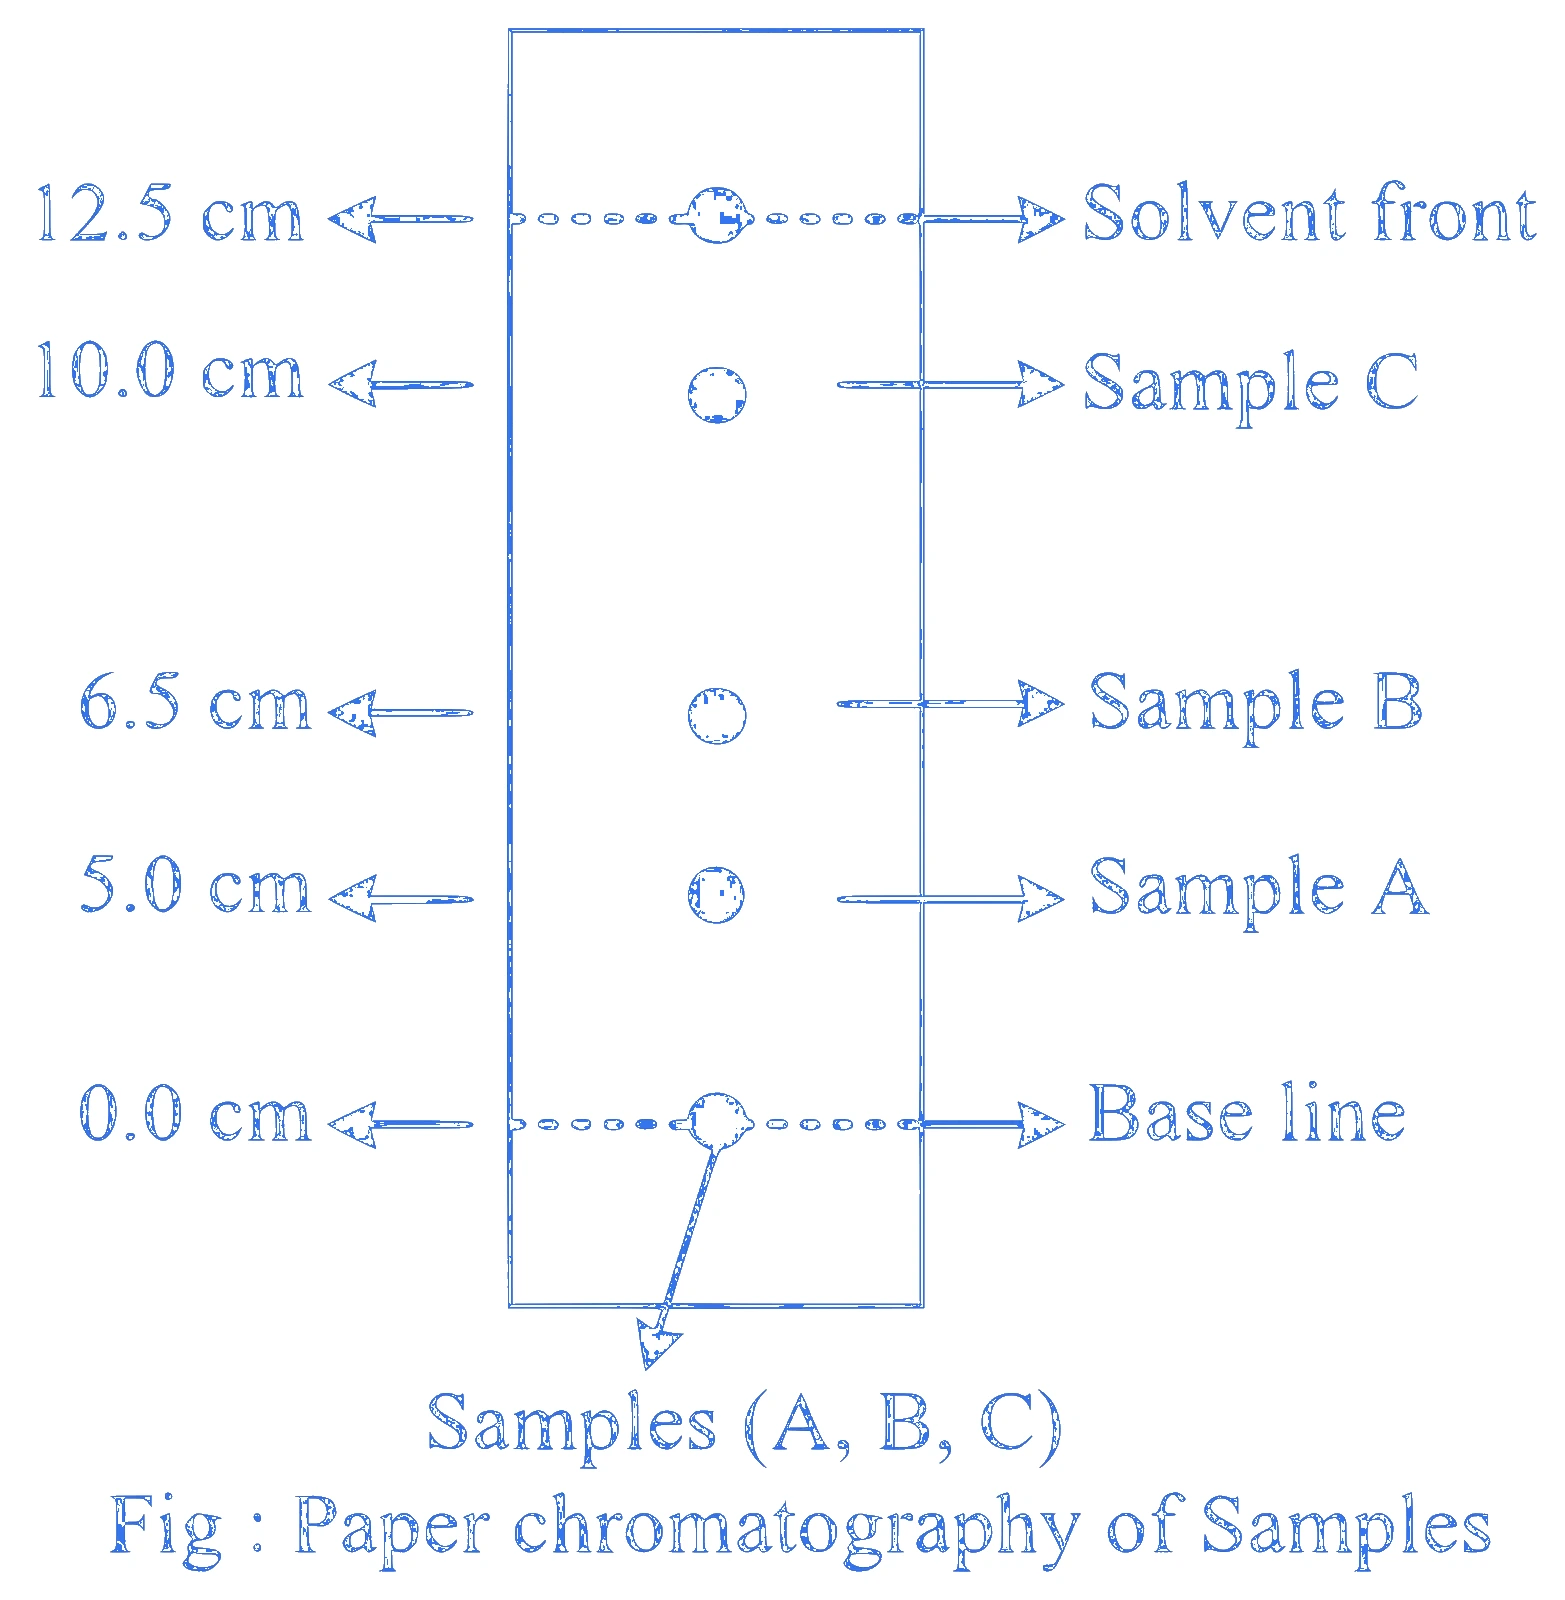 12.5 cm Solvent front
10.0 cm Sample C
6.5 cm Sample B
5.0 cm Sample A
0.0 cm Base line
Samples (A, B, C)
Fig : Paper chromatography of Samples